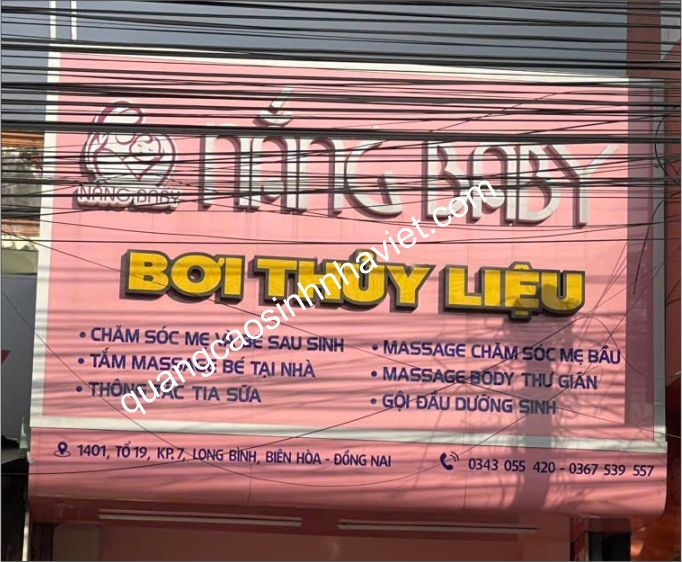 NẮNG BABY
NẮNG BABY
BƠI THỦY LIỆU
• CHĂM SÓC MẸ VÀ BÉ SAU SINH
• TẮM MASSAGE BÉ TẠI NHÀ
• THÔNG TẮC TIA SỮA
• MASSAGE CHĂM SÓC MẸ BẦU
• MASSAGE BODY THƯ GIÃN
• GỘI ĐẦU DƯỠNG SINH
1401, TỔ 19, KP.7, LONG BÌNH, BIÊN HÒA - ĐỒNG NAI
0343 055 420 - 0367 539 557
quangcaosinhnhaviet.com